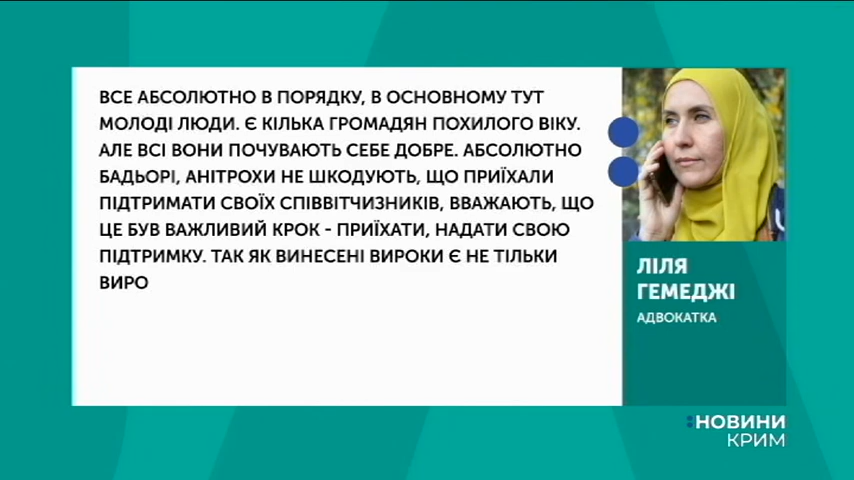 ВСЕ АБСОЛЮТНО В ПОРЯДКУ, В ОСНОВНОМУ ТУТ
МОЛОДІ ЛЮДИ. Є КІЛЬКА ГРОМАДЯН ПОХИЛОГО ВІКУ.
АЛЕ ВСІ ВОНИ ПОЧУВАЮТЬ СЕБЕ ДОБРЕ. АБСОЛЮТНО
БАДЬОРІ, АНІТРОХИ НЕ ШКОДУЮТЬ, ЩО ПРИЇХАЛИ
ПІДТРИМАТИ СВОЇХ СПІВВІТЧИЗНИКІВ, ВВАЖАЮТЬ, ЩО
ЦЕ БУВ ВАЖЛИВИЙ КРОК - ПРИЇХАТИ, НАДАТИ СВОЮ
ПІДТРИМКУ. ТАК ЯК ВИНЕСЕНІ ВИРОКИ Є НЕ ТІЛЬКИ
ВИРО
ЛІЛЯ
ГЕМЕДЖІ
АДВОКАТКА
:НОВИНИ
КРИМ